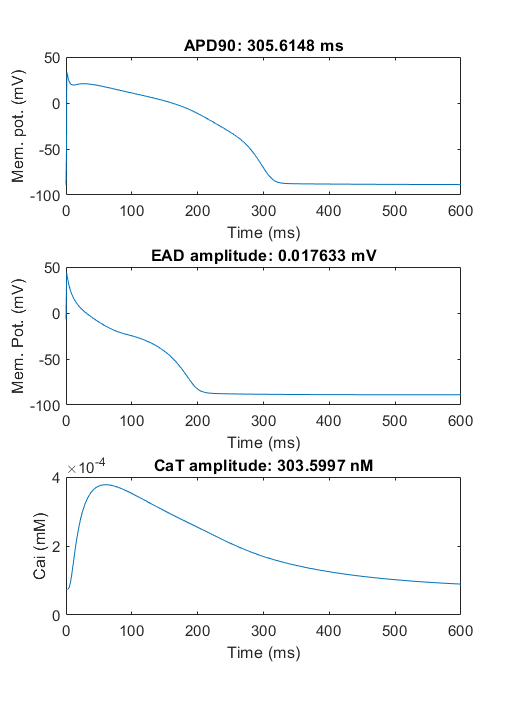 APD90: 305.6148 ms
50
0
-50
-100
Mem. pot. (mV)
0 100 200 300 400 500 600
Time (ms)
EAD amplitude: 0.017633 mV
50
0
-50
-100
Mem. Pot. (mV)
0 100 200 300 400 500 600
Time (ms)
×10-4
CaT amplitude: 303.5997 nM
4
2
0
Cai (mM)
0 100 200 300 400 500 600
Time (ms)